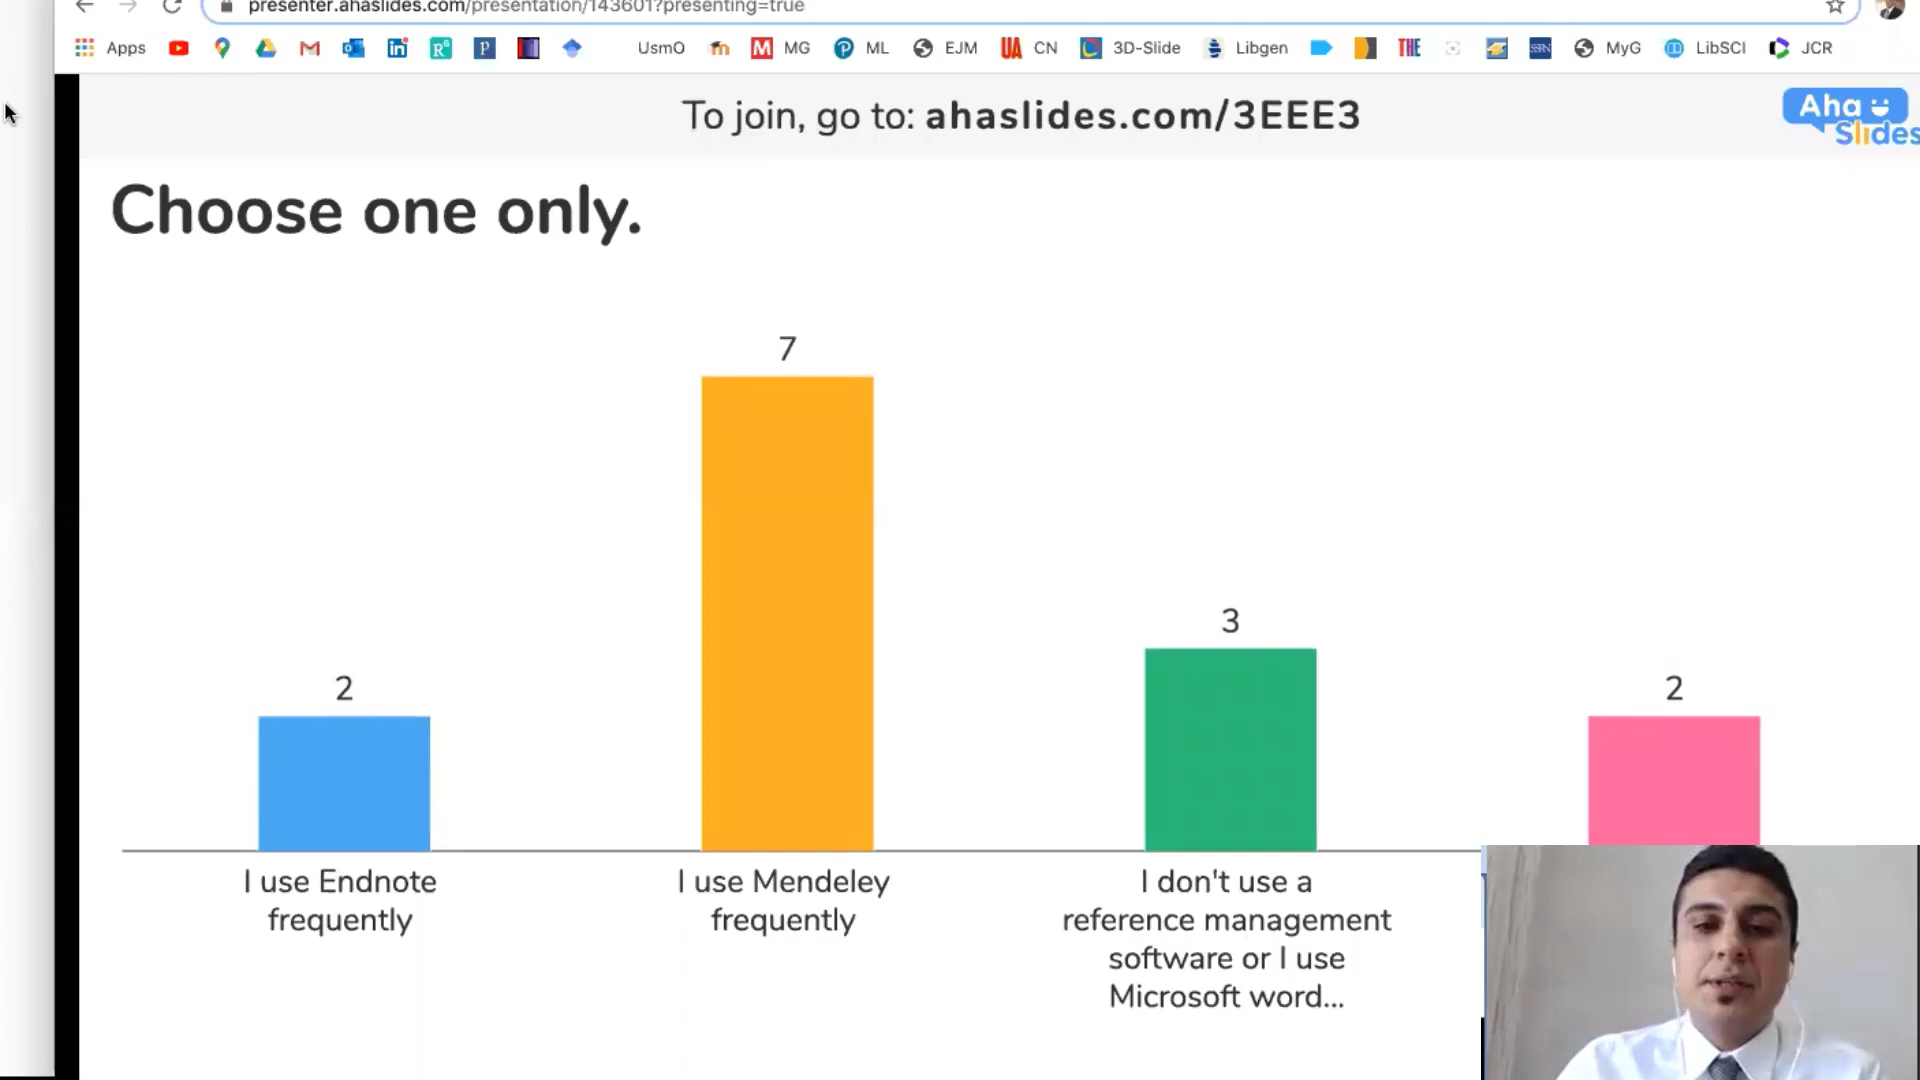 presenter.ahaslides.com/presentation/143601?presenting=true
Apps UsmO MG ML EJM CN 3D-Slide Libgen THE SSRN MyG LibSCI JCR
To join, go to: ahaslides.com/3EEE3
Aha
Slides
Choose one only.
7
3
2
2
I use Endnote
frequently
I use Mendeley
frequently
I don't use a
reference management
software or I use
Microsoft word...